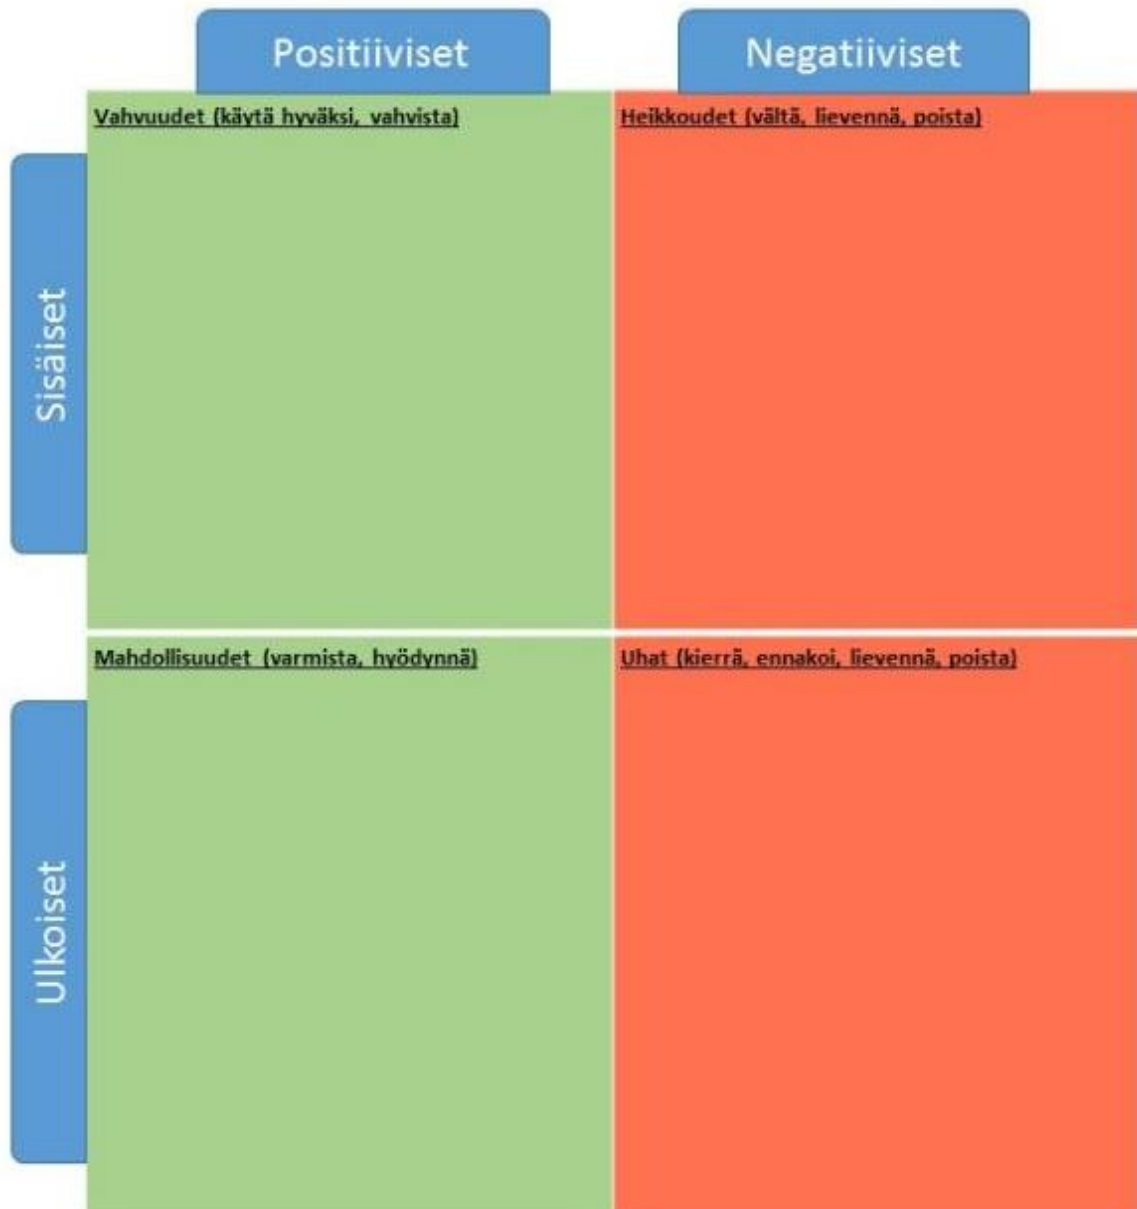 Positiiviset
Negatiiviset
Vahvuudet (käytä hyväksi, vahvista)
Heikkoudet (vältä, lievennä, poista)
Sisäiset
Mahdollisuudet (varmista, hyödynnä)
Uhat (kierrä, ennakoi, lievennä, poista)
Ulkoiset